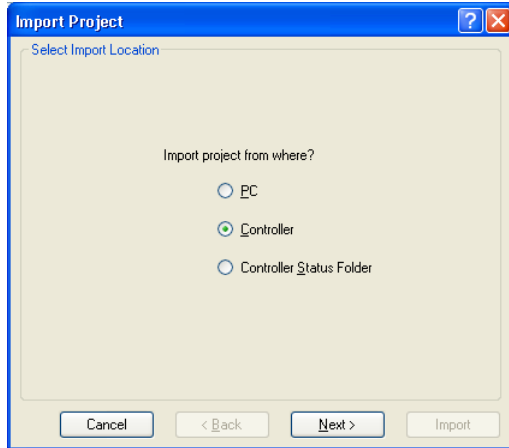 Import Project
Select Import Location
Import project from where?
PC
Controller
Controller Status Folder
Cancel < Back Next > Import